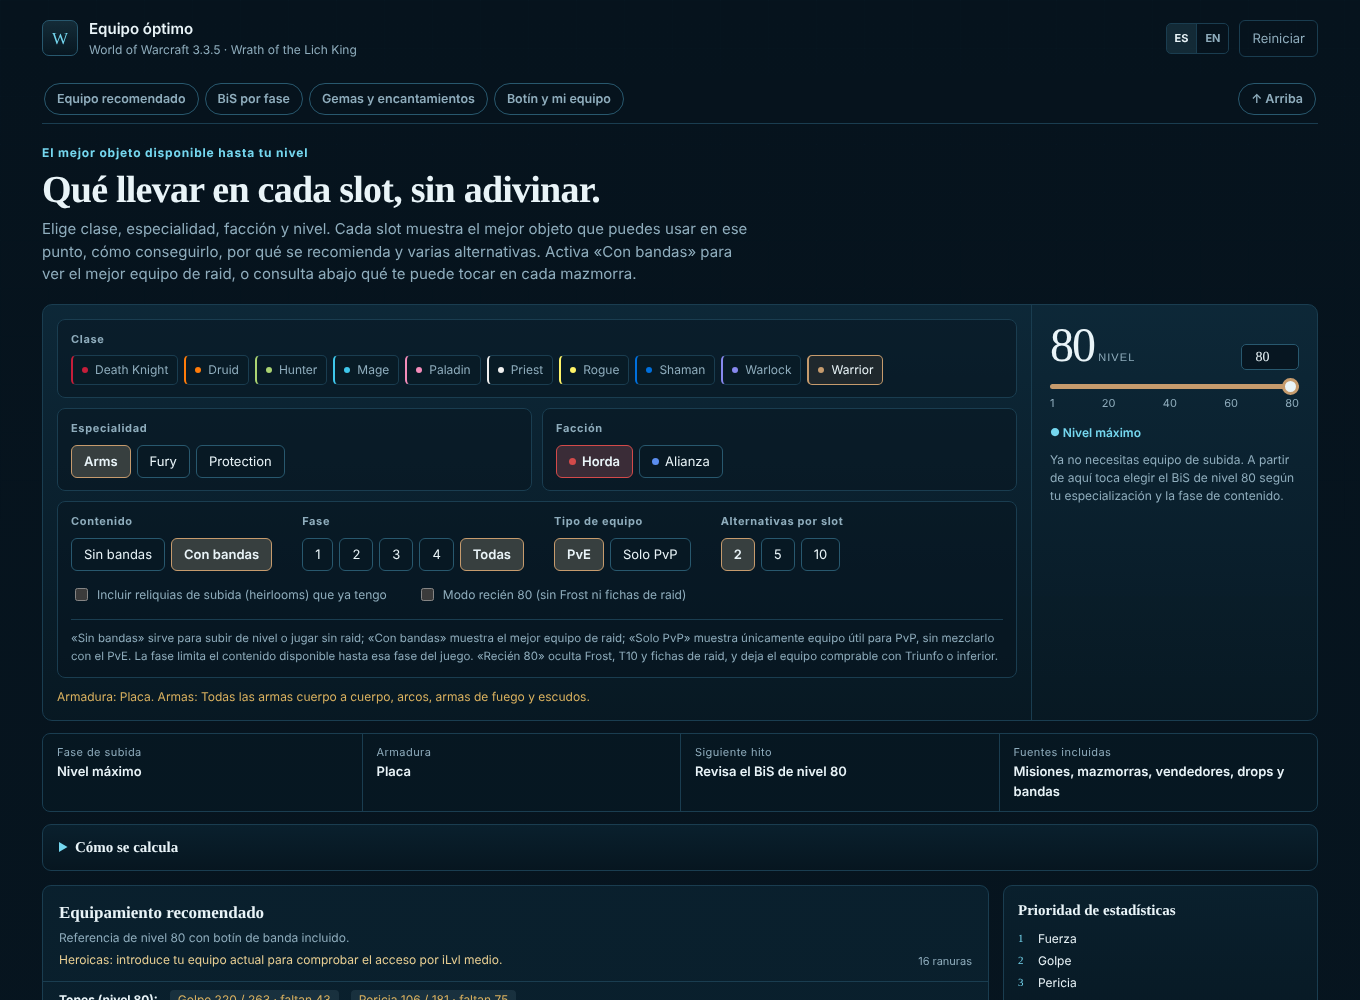 W
Equipo óptimo
World of Warcraft 3.3.5 · Wrath of the Lich King
ES EN
Reiniciar
Equipo recomendado
BiS por fase
Gemas y encantamientos
Botín y mi equipo
↑ Arriba
El mejor objeto disponible hasta tu nivel
Qué llevar en cada slot, sin adivinar.
Elige clase, especialidad, facción y nivel. Cada slot muestra el mejor objeto que puedes usar en ese
punto, cómo conseguirlo, por qué se recomienda y varias alternativas. Activa «Con bandas» para
ver el mejor equipo de raid, o consulta abajo qué te puede tocar en cada mazmorra.
Clase
Death Knight
Druid
Hunter
Mage
Paladin
Priest
Rogue
Shaman
Warlock
Warrior
Especialidad
Arms
Fury
Protection
Facción
Horda
Alianza
Contenido
Sin bandas
Con bandas
Fase
1
2
3
4
Todas
Tipo de equipo
PvE
Solo PvP
Alternativas por slot
2
5
10
Incluir reliquias de subida (heirlooms) que ya tengo
Modo recién 80 (sin Frost ni fichas de raid)
«Sin bandas» sirve para subir de nivel o jugar sin raid; «Con bandas» muestra el mejor equipo de raid; «Solo PvP» muestra únicamente equipo útil para PvP, sin mezclarlo
con el PvE. La fase limita el contenido disponible hasta esa fase del juego. «Recién 80» oculta Frost, T10 y fichas de raid, y deja el equipo comprable con Triunfo o inferior.
Armadura: Placa. Armas: Todas las armas cuerpo a cuerpo, arcos, armas de fuego y escudos.
80 NIVEL
80
1 20 40 60 80
Nivel máximo
Ya no necesitas equipo de subida. A partir
de aquí toca elegir el BiS de nivel 80 según
tu especialización y la fase de contenido.
Fase de subida
Nivel máximo
Armadura
Placa
Siguiente hito
Revisa el BiS de nivel 80
Fuentes incluidas
Misiones, mazmorras, vendedores, drops y
bandas
Cómo se calcula
Equipamiento recomendado
Referencia de nivel 80 con botín de banda incluido.
Heroicas: introduce tu equipo actual para comprobar el acceso por iLvl medio.
16 ranuras
Topes (nivel 80):
Golpe 220 / 263 · faltan 43
Pericia 106 / 181 · faltan 75
Prioridad de estadísticas
1 Fuerza
2 Golpe
3 Pericia